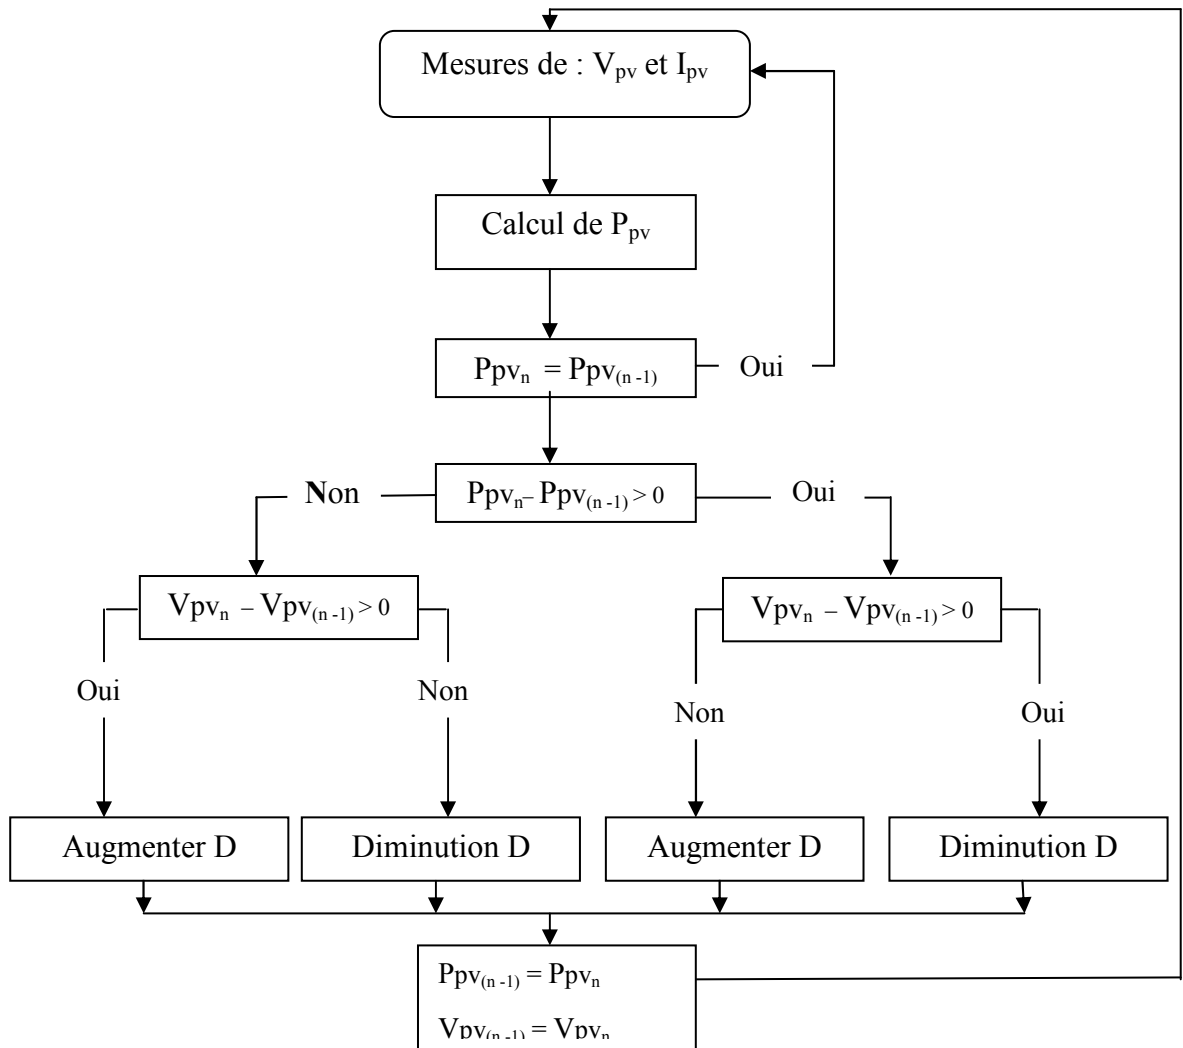 Mesures de : Vpv et Ipv
Calcul de Ppv
Ppvn = Ppv(n -1)
Oui
Non
Ppvn– Ppv(n -1) > 0
Oui
Vpvn – Vpv(n -1) > 0
Vpvn – Vpv(n -1) > 0
Oui
Non
Non
Oui
Augmenter D
Diminution D
Augmenter D
Diminution D
Ppv(n -1) = Ppvn
Vpv(n -1) = Vpvn